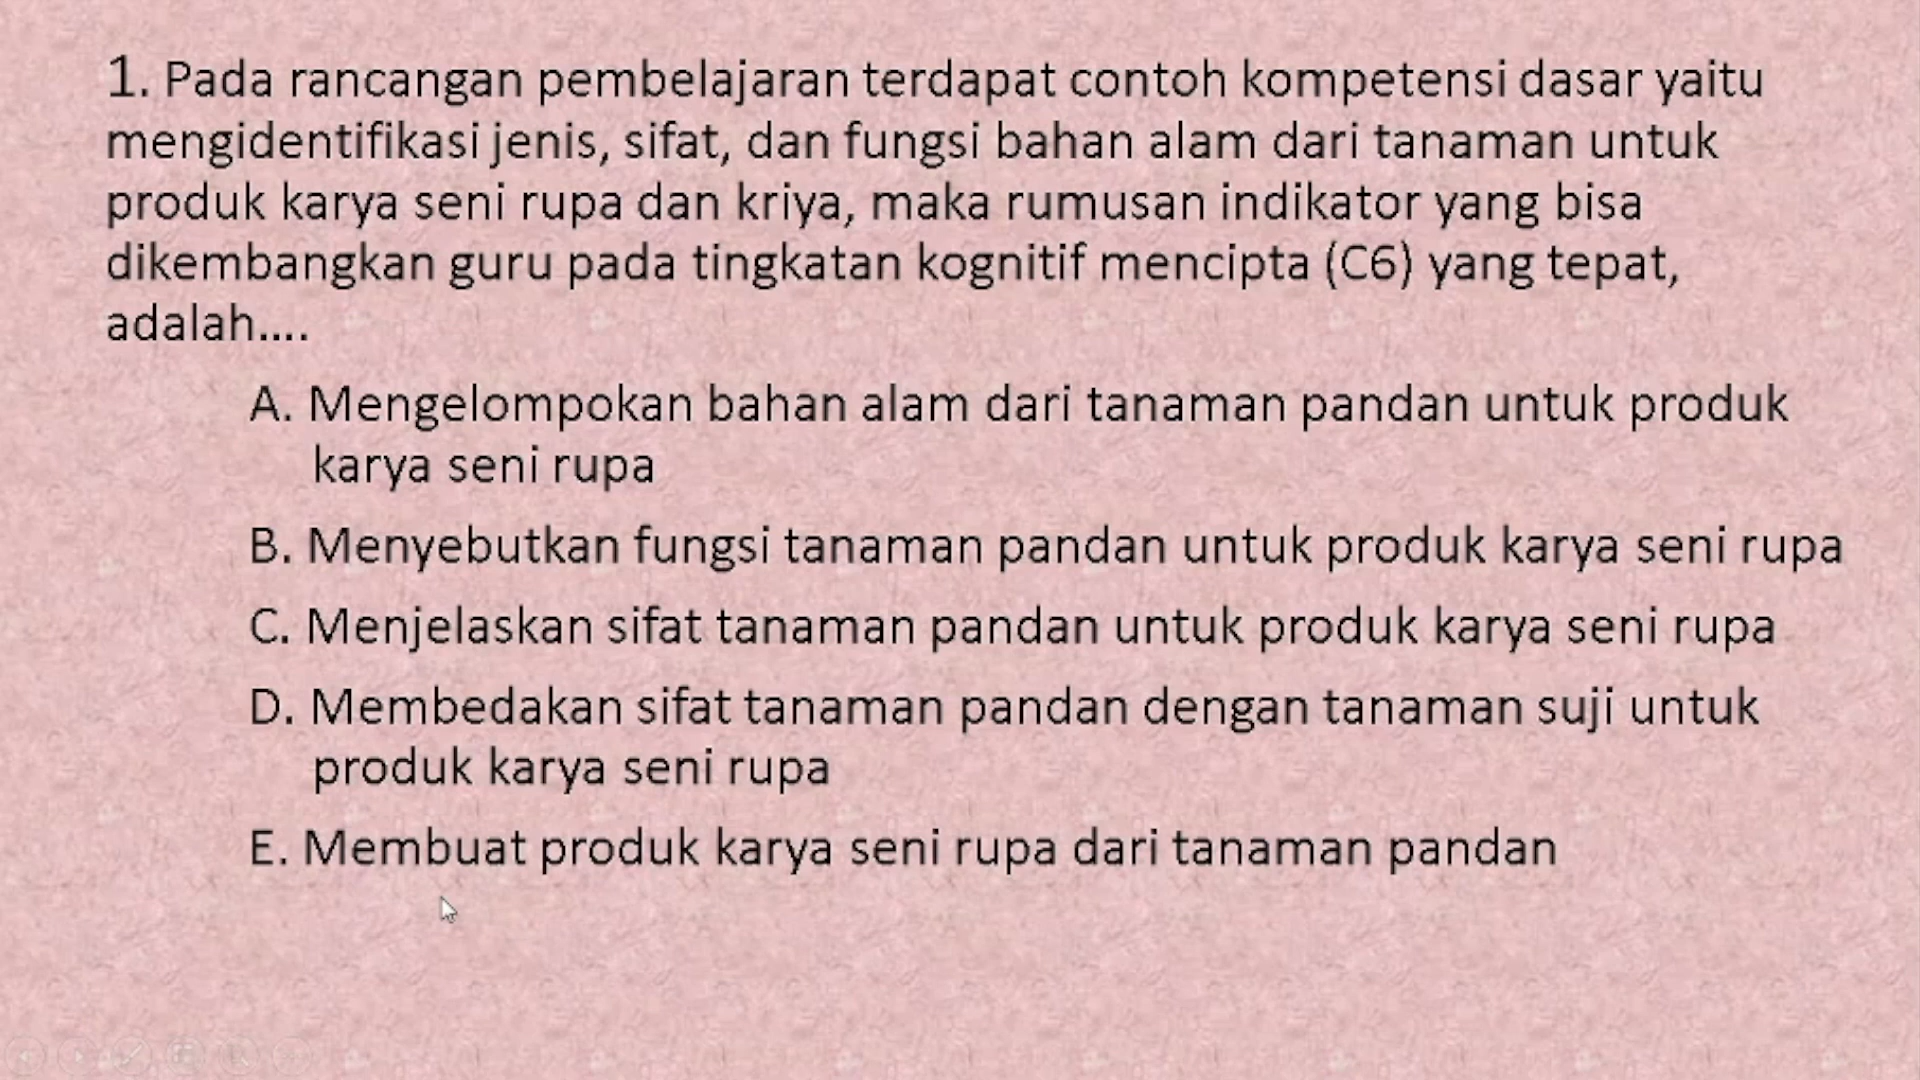 1. Pada rancangan pembelajaran terdapat contoh kompetensi dasar yaitu
mengidentifikasi jenis, sifat, dan fungsi bahan alam dari tanaman untuk
produk karya seni rupa dan kriya, maka rumusan indikator yang bisa
dikembangkan guru pada tingkatan kognitif mencipta (C6) yang tepat,
adalah....
A. Mengelompokan bahan alam dari tanaman pandan untuk produk
karya seni rupa
B. Menyebutkan fungsi tanaman pandan untuk produk karya seni rupa
C. Menjelaskan sifat tanaman pandan untuk produk karya seni rupa
D. Membedakan sifat tanaman pandan dengan tanaman suji untuk
produk karya seni rupa
E. Membuat produk karya seni rupa dari tanaman pandan